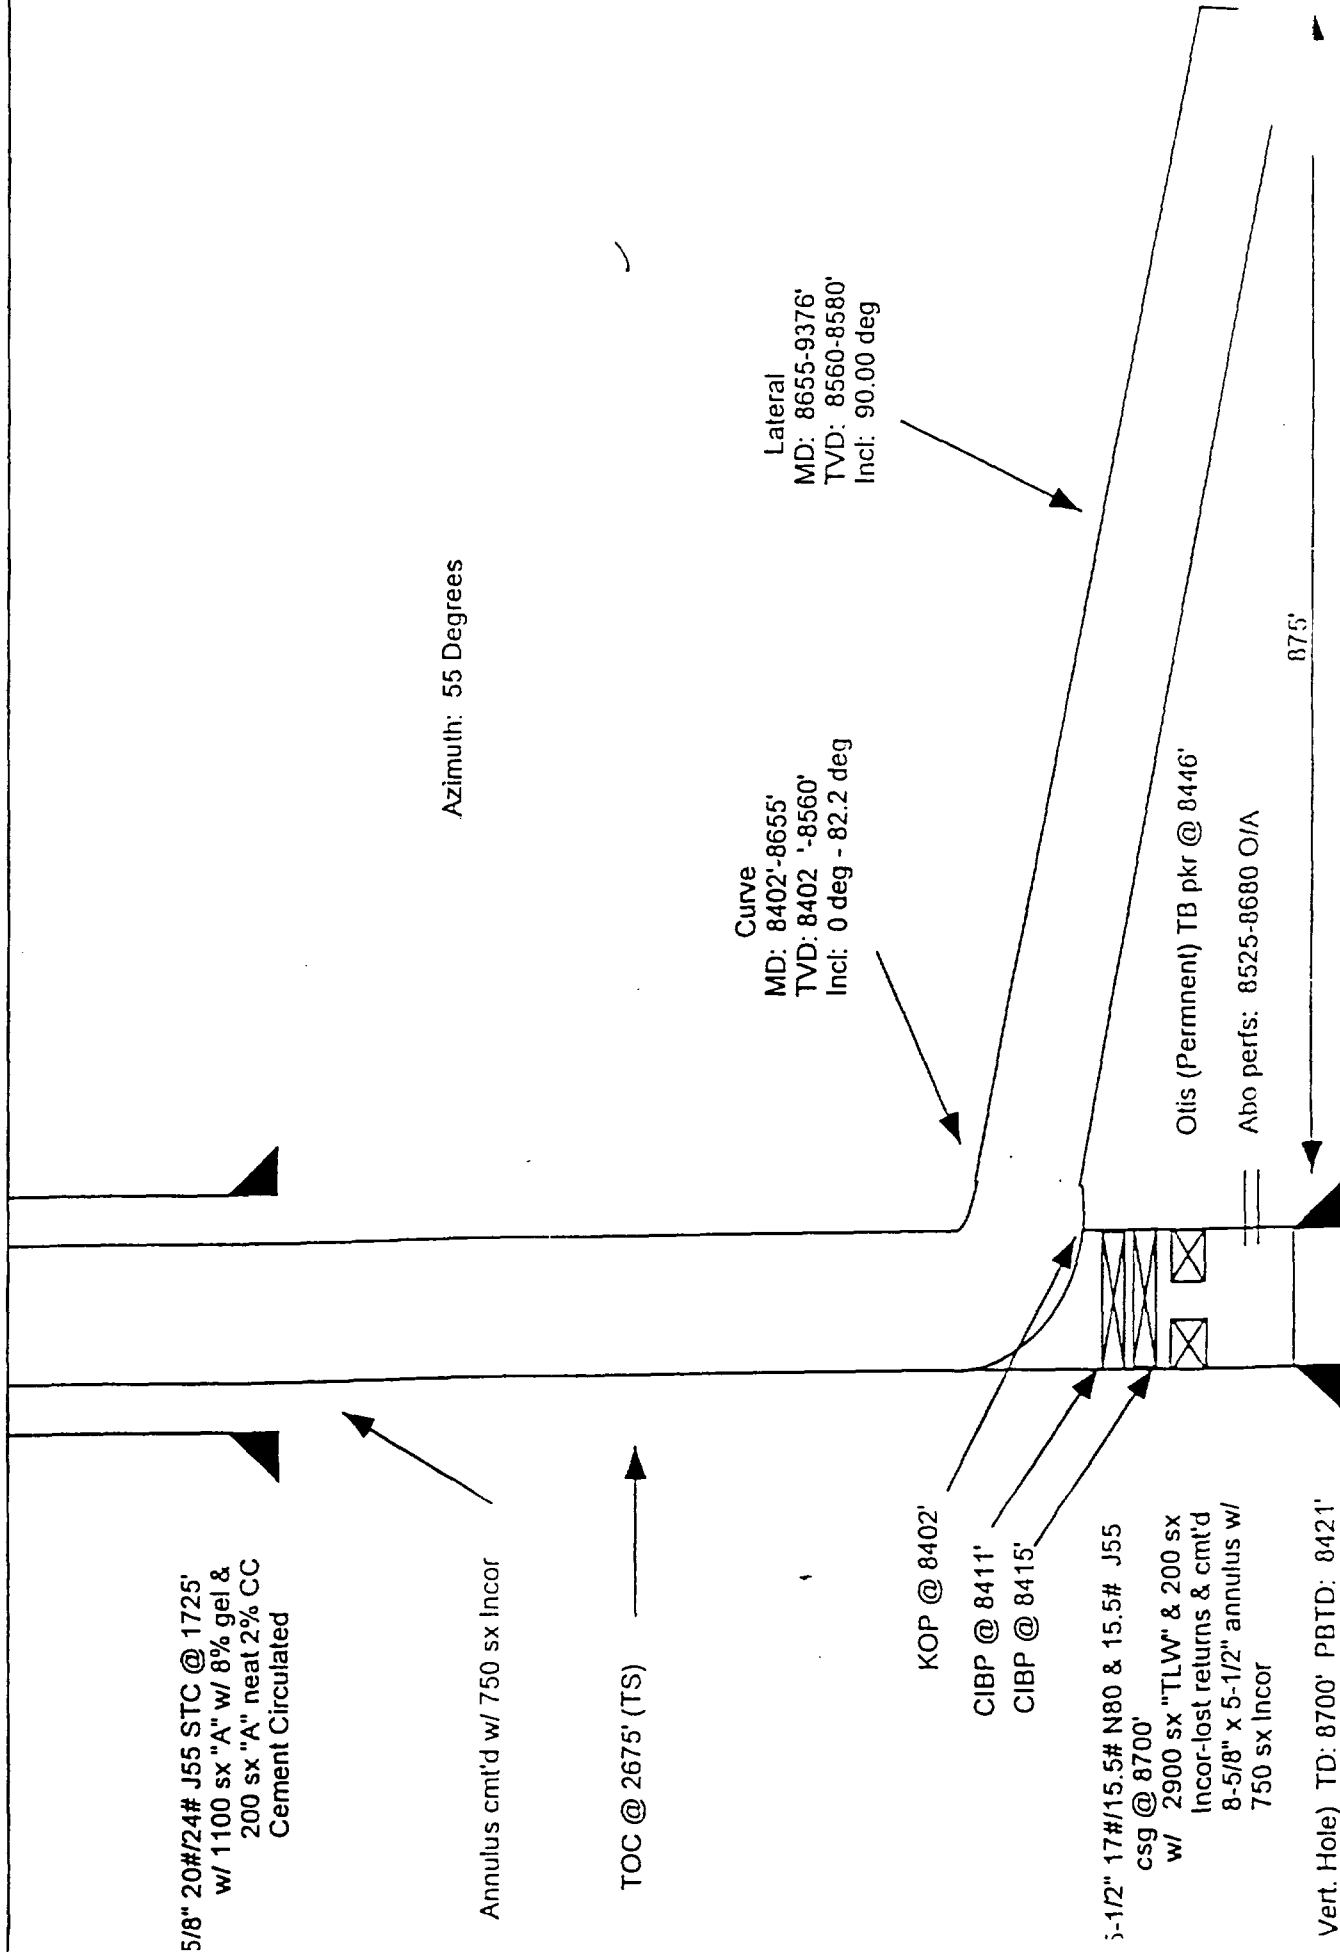 5/8" 20#/24# J55 STC @ 1725'
w/ 1100 sx "A" w/ 8% gel &
200 sx "A" neat 2% CC
Cement Circulated
Annulus cmt'd w/ 750 sx Incor
TOC @ 2675' (TS)
KOP @ 8402'
CIBP @ 8411'
CIBP @ 8415'
5-1/2" 17#/15.5# N80 & 15.5# J55
csg @ 8700'
w/ 2900 sx "TLW" & 200 sx
Incor-lost returns & cmt'd
8-5/8" x 5-1/2" annulus w/
750 sx Incor
Vert. Hole) TD: 8700' PBTD: 8421'
Azimuth: 55 Degrees
Curve
MD: 8402'-8655'
TVD: 8402 '-8560'
Incl: 0 deg - 82.2 deg
Lateral
MD: 8655-9376'
TVD: 8560-8580'
Incl: 90.00 deg
Otis (Permnent) TB pkr @ 8446'
Abo perfs: 8525-8680 O/A
875'